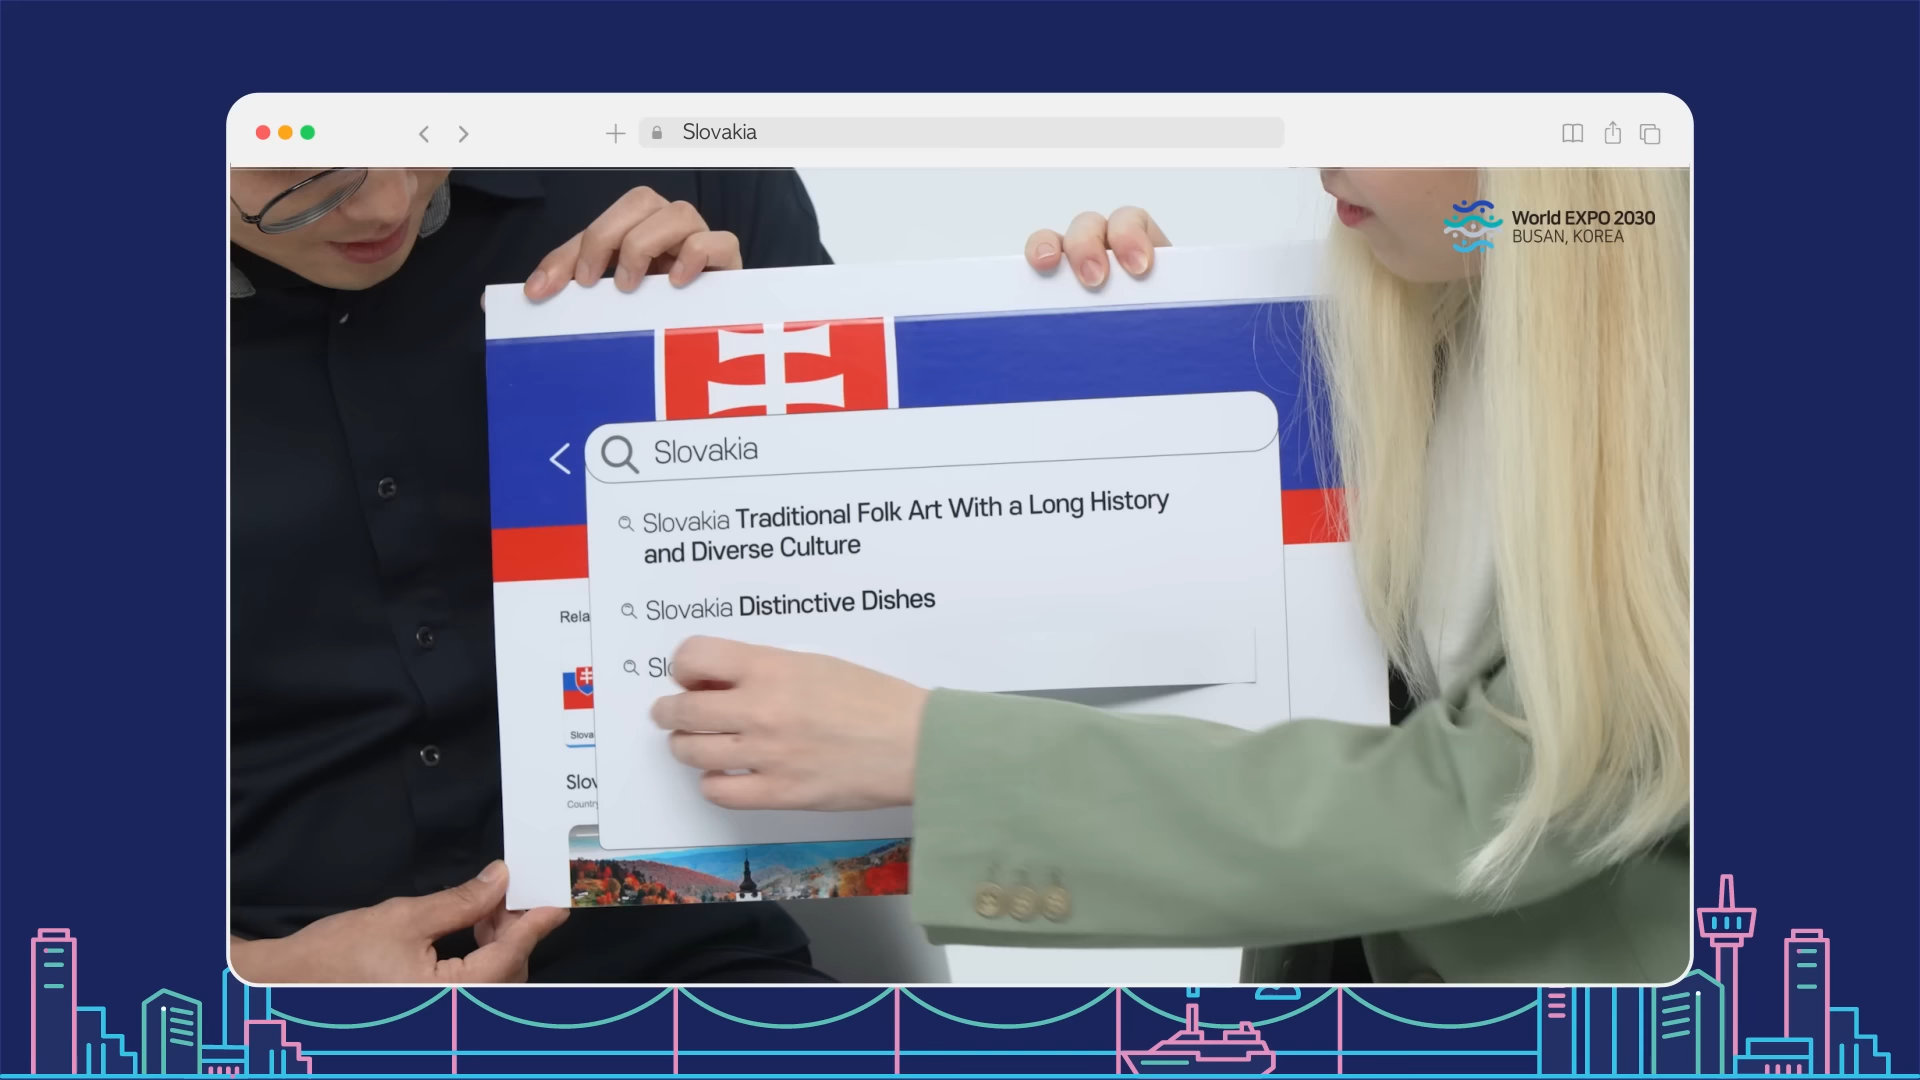 Slovakia
World EXPO 2030
BUSAN, KOREA
Slovakia
Slovakia Traditional Folk Art With a Long History
and Diverse Culture
Slovakia Distinctive Dishes